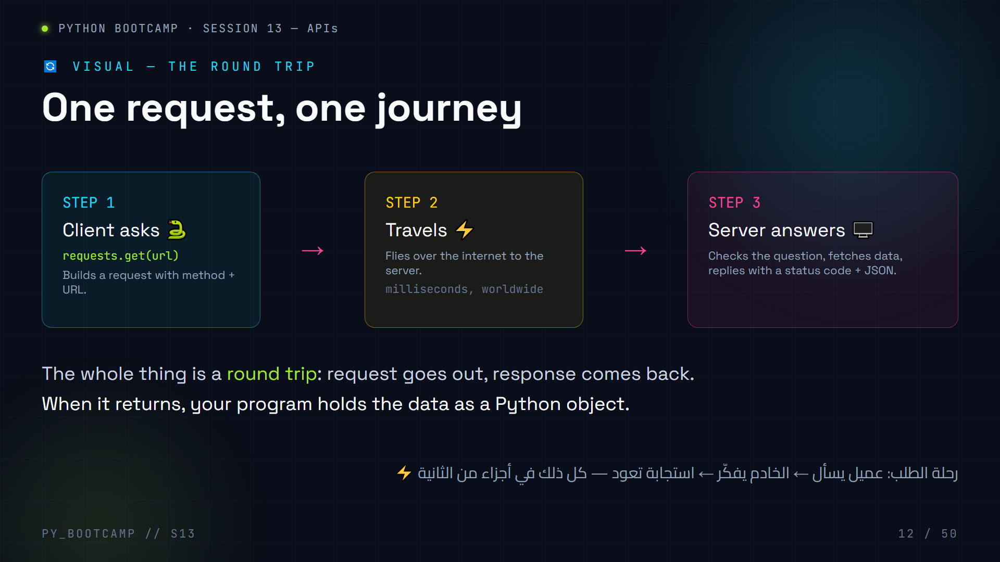 PYTHON BOOTCAMP · SESSION 13 — APIs
🔄 VISUAL — THE ROUND TRIP
One request, one journey
STEP 1
Client asks 🐍
requests.get(url)
Builds a request with method +
URL.
→
STEP 2
Travels ⚡
Flies over the internet to the
server.
milliseconds, worldwide
→
STEP 3
Server answers 🖥️
Checks the question, fetches data,
replies with a status code + JSON.
The whole thing is a round trip: request goes out, response comes back.
When it returns, your program holds the data as a Python object.
رحلة الطلب: عميل يسأل ← الخادم يفكّر ← استجابة تعود — كل ذلك في أجزاء من الثانية ⚡
PY_BOOTCAMP // S13
12 / 50